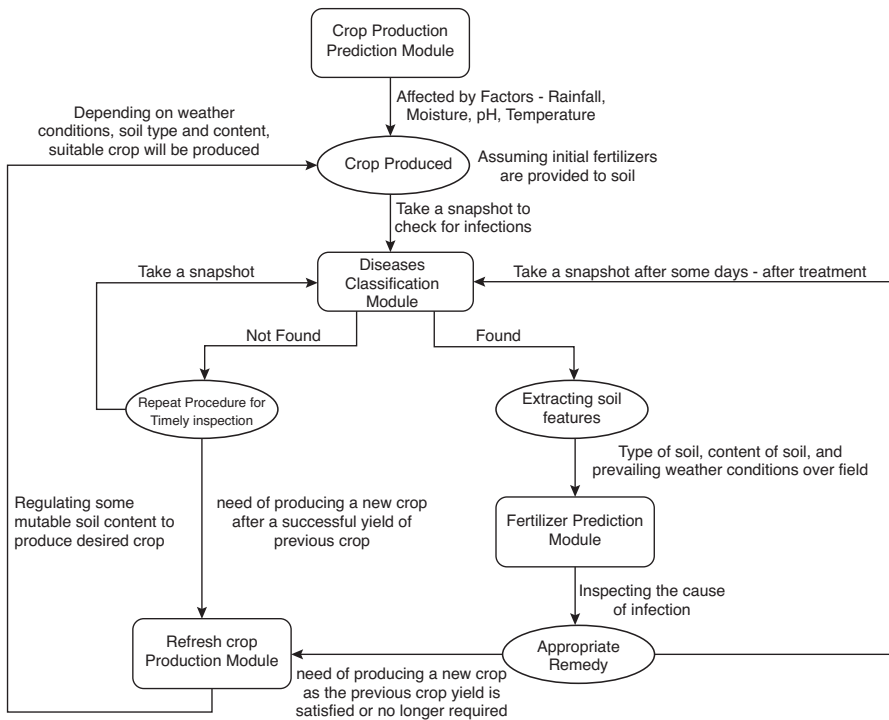 Crop Production
Prediction Module
Affected by Factors - Rainfall,
Moisture, pH, Temperature
Depending on weather
conditions, soil type and content,
suitable crop will be produced
Crop Produced
Assuming initial fertilizers
are provided to soil
Take a snapshot to
check for infections
Take a snapshot
Diseases
Classification
Module
Take a snapshot after some days - after treatment
Not Found
Found
Repeat Procedure for
Timely inspection
Extracting soil
features
Type of soil, content of soil, and
prevailing weather conditions over field
Regulating some
mutable soil content to
produce desired crop
need of producing a new crop
after a successful yield of
previous crop
Fertilizer Prediction
Module
Inspecting the cause
of infection
Refresh crop
Production Module
Appropriate
Remedy
need of producing a new crop
as the previous crop yield is
satisfied or no longer required